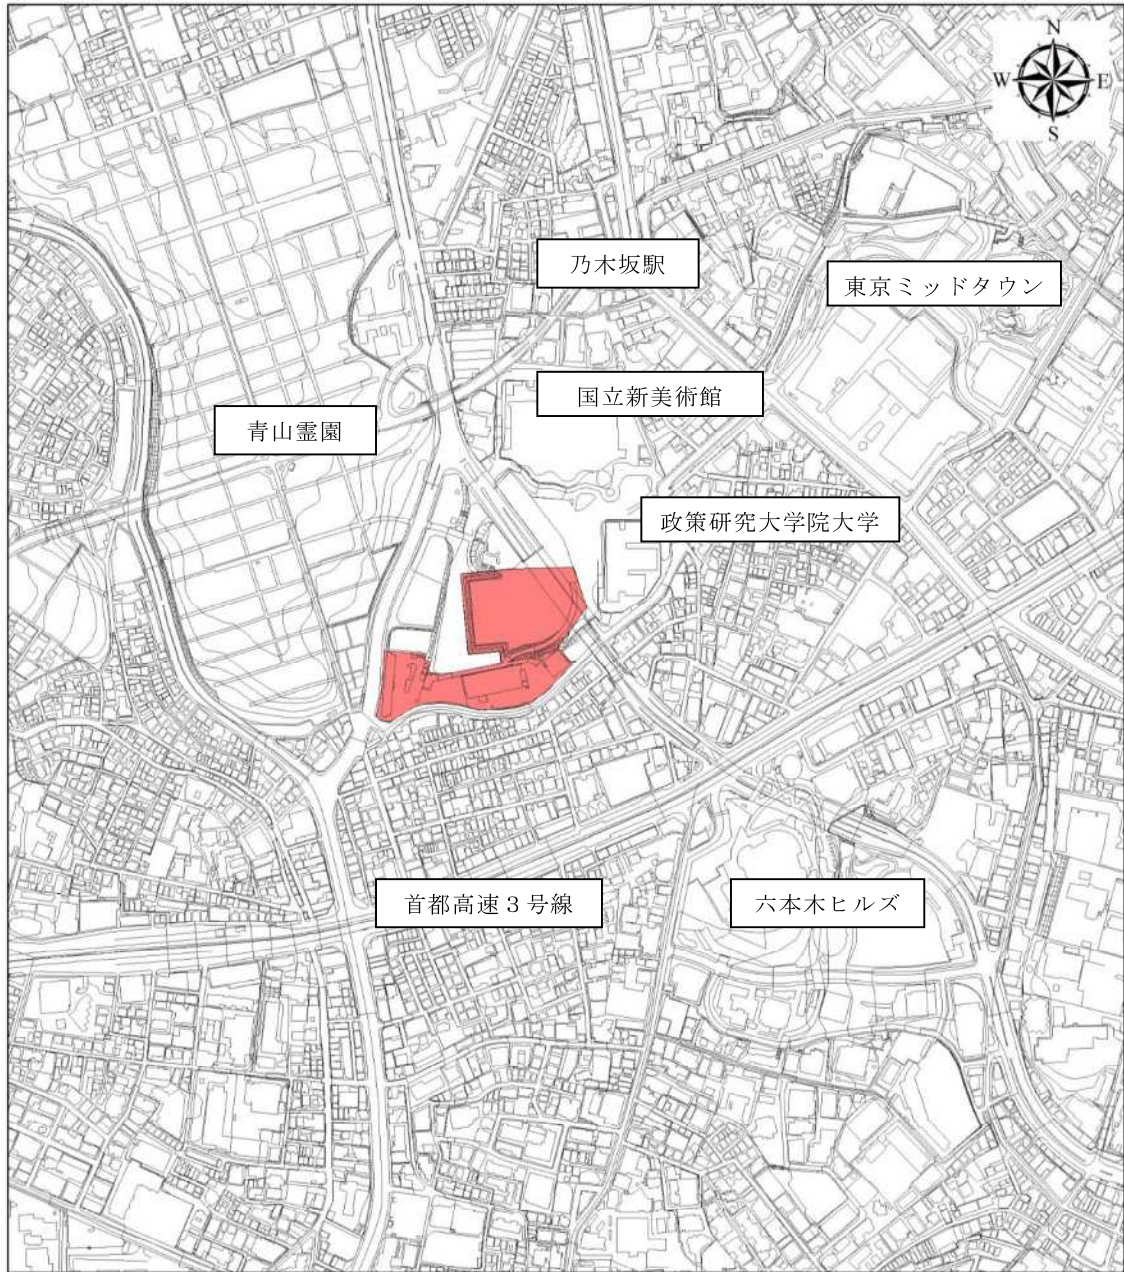 N
W
E
S
乃木坂駅
東京ミッドタウン
国立新美術館
青山霊園
政策研究大学院大学
首都高速３号線
六本木ヒルズ